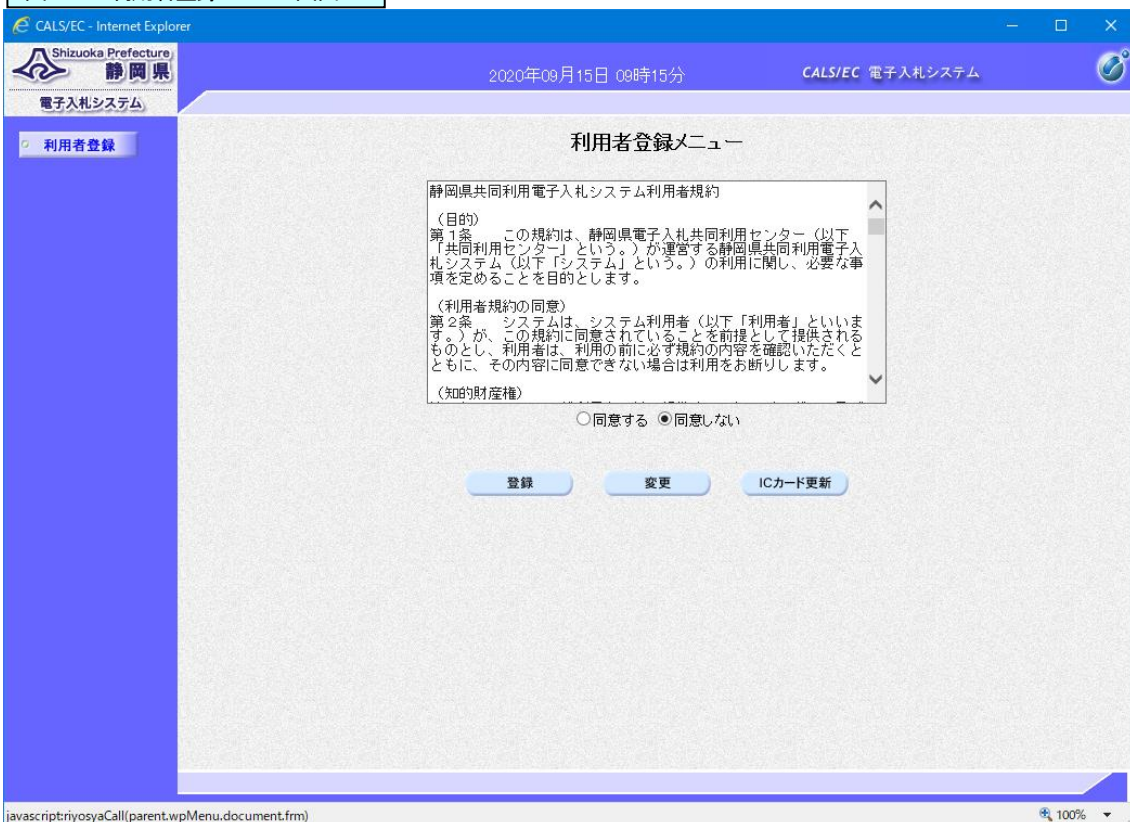 CALS/EC - Internet Explorer
Shizuoka Prefecture
静岡県
電子入札システム
2020年09月15日 09時15分
CALS/EC 電子入札システム
利用者登録
利用者登録メニュー
静岡県共同利用電子入札システム利用者規約
（目的）
第１条　　この規約は、静岡県電子入札共同利用センター（以下
「共同利用センター」という。）が運営する静岡県共同利用電子入
札システム（以下「システム」という。）の利用に関し、必要な事
項を定めることを目的とします。
（利用者規約の同意）
第２条　　システムは、システム利用者（以下「利用者」といいま
す。）が、この規約に同意されていることを前提として提供される
ものとし、利用者は、利用の前に必ず規約の内容を確認いただくと
ともに、その内容に同意できない場合は利用をお断りします。
（知的財産権）
同意する 同意しない
登録 変更 ICカード更新
javascript:riyosyaCall(parent.wpMenu.document.frm)
100%